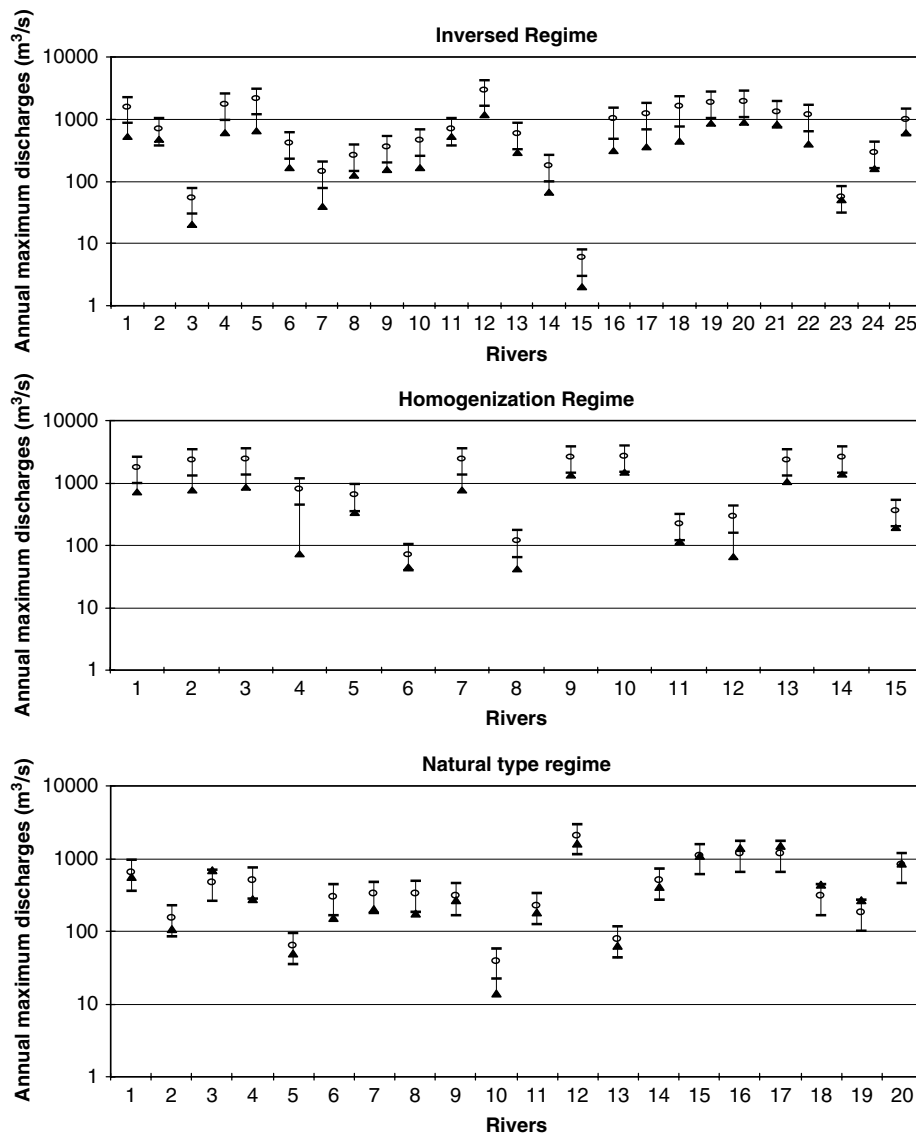 Inversed Regime
Annual maximum discharges (m³/s)
10000
1000
100
10
1
1 2 3 4 5 6 7 8 9 10 11 12 13 14 15 16 17 18 19 20 21 22 23 24 25
Rivers
Homogenization Regime
Annual maximum discharges (m³/s)
10000
1000
100
10
1
1 2 3 4 5 6 7 8 9 10 11 12 13 14 15
Rivers
Natural type regime
Annual maximum discharges (m³/s)
10000
1000
100
10
1
1 2 3 4 5 6 7 8 9 10 11 12 13 14 15 16 17 18 19 20
Rivers